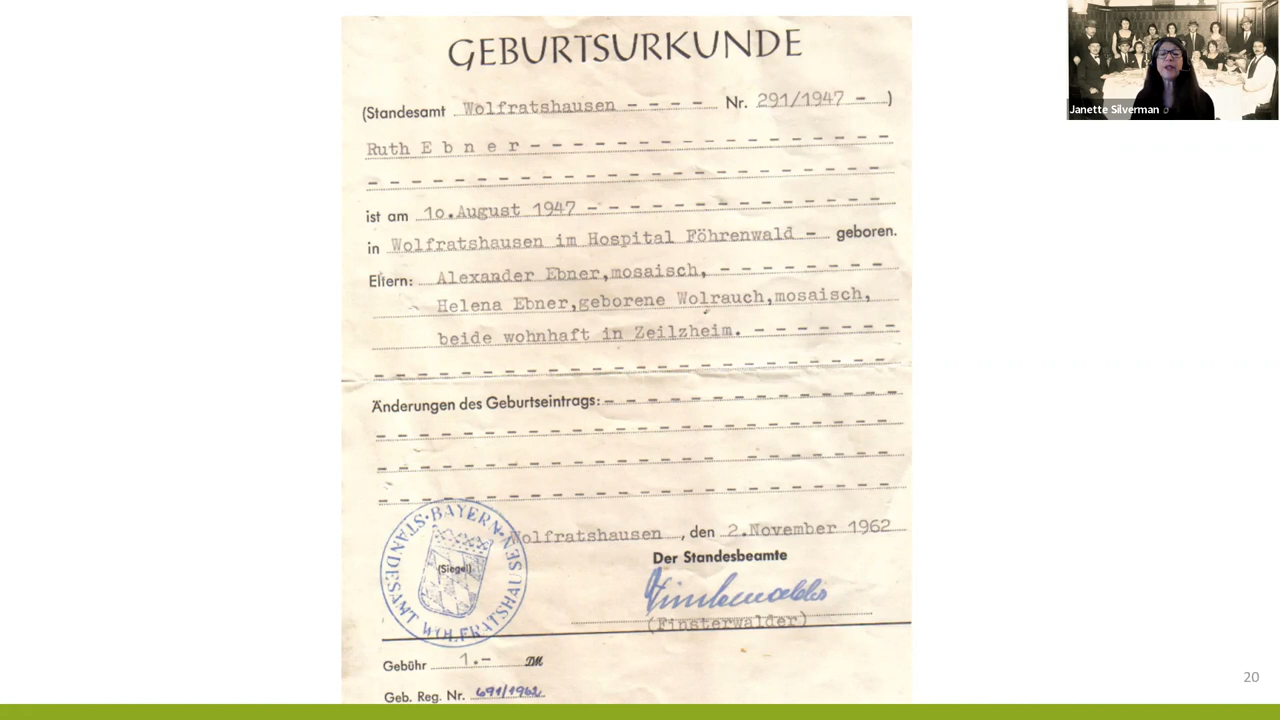 GEBURTSURKUNDE
(Standesamt Wolfratshausen - - - - Nr. 291/1947 - )
Ruth E b n e r - - - - - - - - - - - - -
- - - - - - - - - - - - - - - - - - - -
ist am 1o.August 1947 - - - - - - - - - - -
in Wolfratshausen im Hospital Föhrenwald - geboren.
Eltern: Alexander Ebner,mosaisch, - - - - - - - -
Helena Ebner,geborene Wolrauch,mosaisch,
beide wohnhaft in Zeilzheim. - - - - - - -
- - - - - - - - - - - - - - - - - - - -
Änderungen des Geburtseintrags: - - - - - - - - - - -
- - - - - - - - - - - - - - - - - - - -
- - - - - - - - - - - - - - - - - - -
- - - - - - - - - - - - - - - - - - - -
Wolfratshausen , den 2.November 1962
Der Standesbeamte
(Finsterwalder)
STANDESAMT WOLFRATSHAUSEN
BAYERN
(Siegel)
Gebühr 1.- DM
Geb. Reg. Nr. 691/1962
Janette Silverman
20